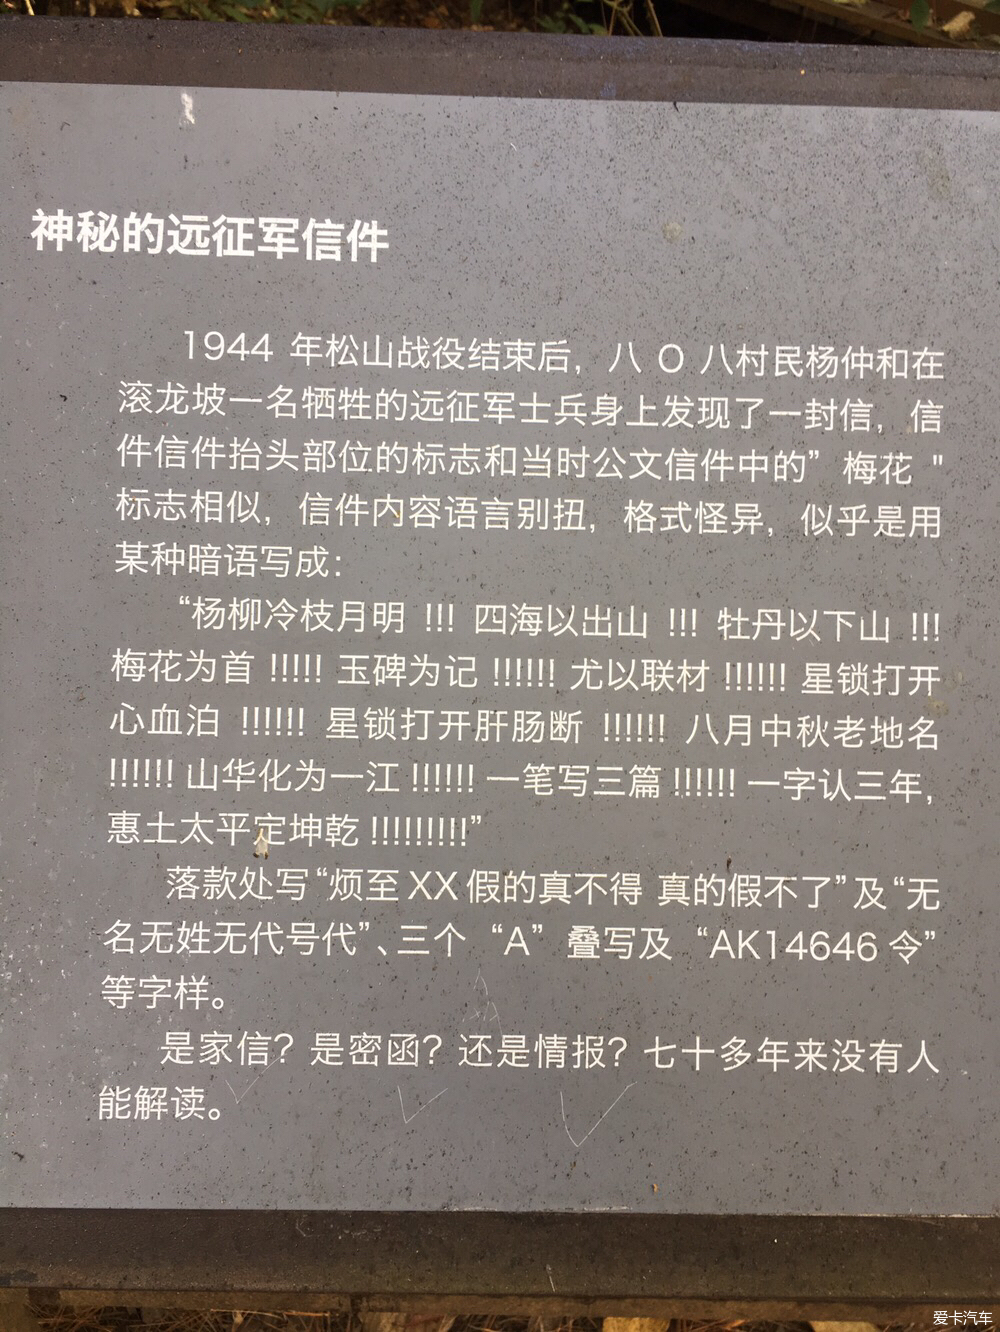 神秘的远征军信件
1944 年松山战役结束后，八 O 八村民杨仲和在
滚龙坡一名牺牲的远征军士兵身上发现了一封信，信
件信件抬头部位的标志和当时公文信件中的” 梅花 "
标志相似，信件内容语言别扭，格式怪异，似乎是用
某种暗语写成：
“杨柳冷枝月明 !!! 四海以出山 !!! 牡丹以下山 !!!
梅花为首 !!!!! 玉碑为记 !!!!!! 尤以联材 !!!!!! 星锁打开
心血泊 !!!!!! 星锁打开肝肠断 !!!!!! 八月中秋老地名
!!!!!! 山华化为一江 !!!!!! 一笔写三篇 !!!!!! 一字认三年，
惠土太平定坤乾 !!!!!!!!!”
落款处写“烦至 XX 假的真不得 真的假不了”及“无
名无姓无代号代”、三个 “A” 叠写及 “AK14646 令”
等字样。
是家信？是密函？还是情报？七十多年来没有人
能解读。
爱卡汽车